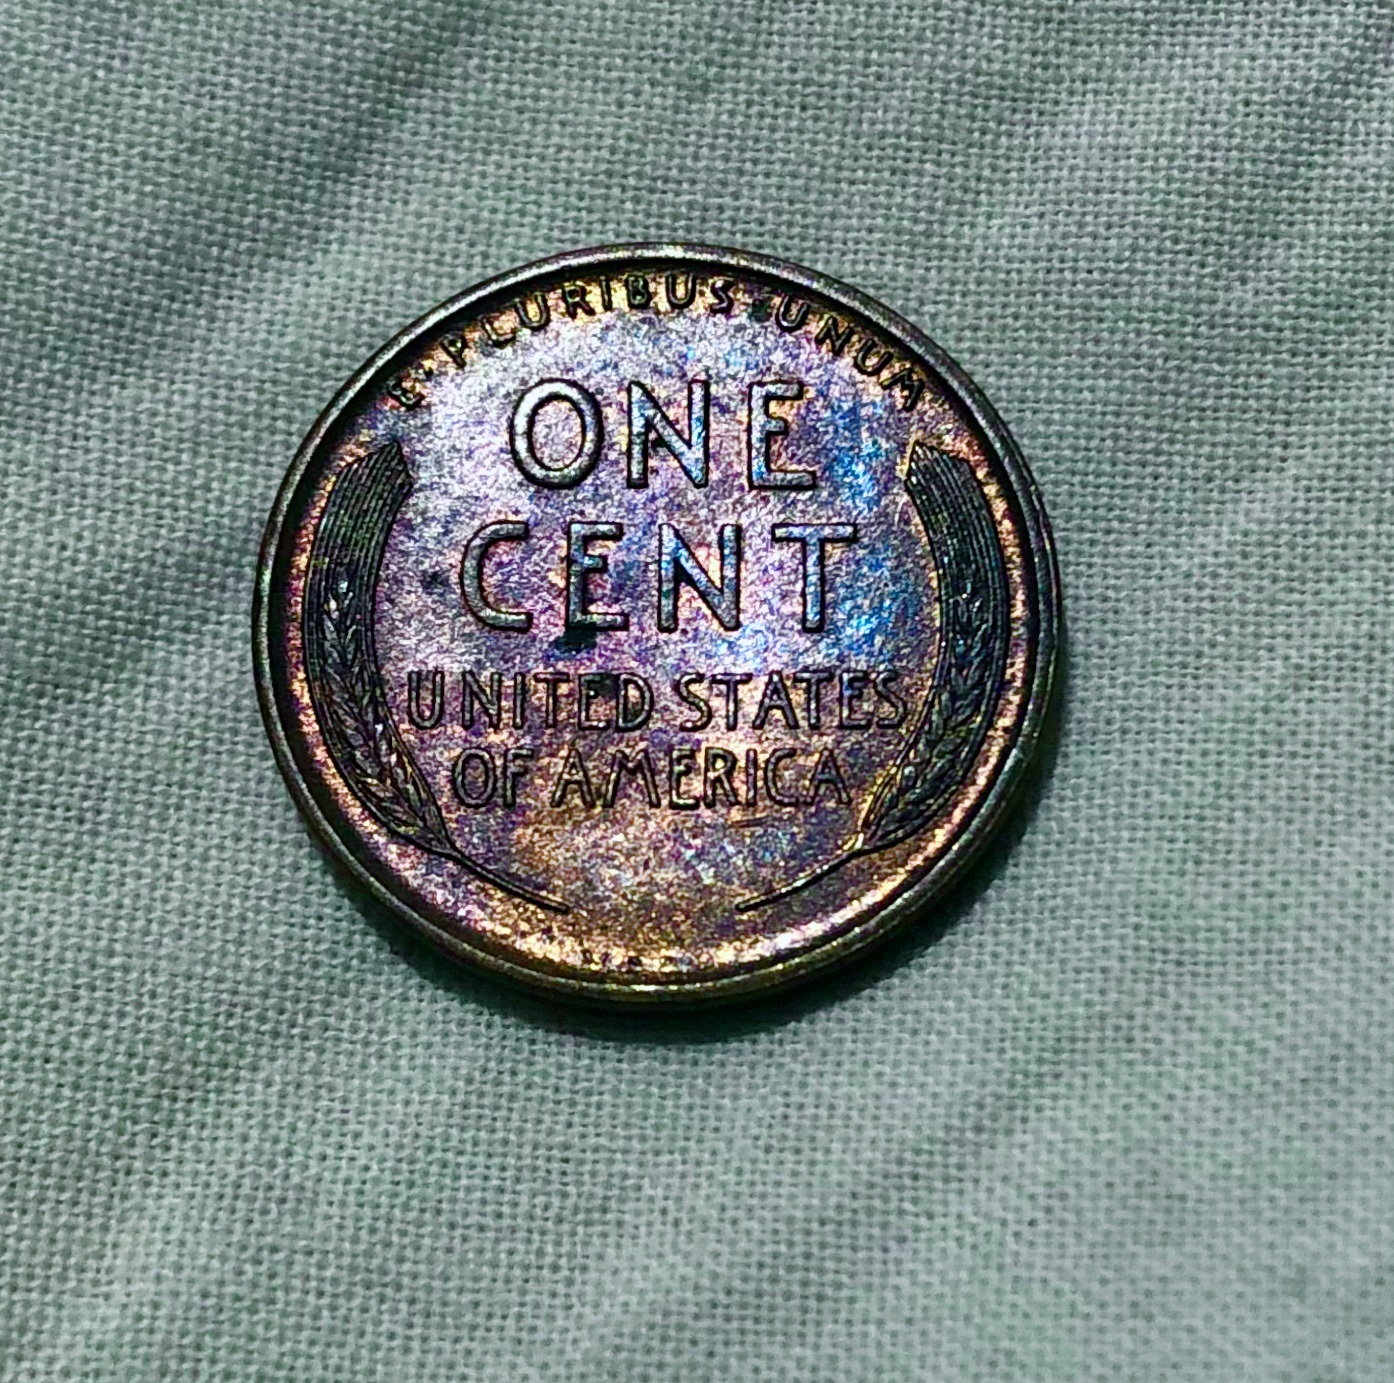 E · PLURIBUS · UNUM
ONE
CENT
UNITED STATES
OF AMERICA